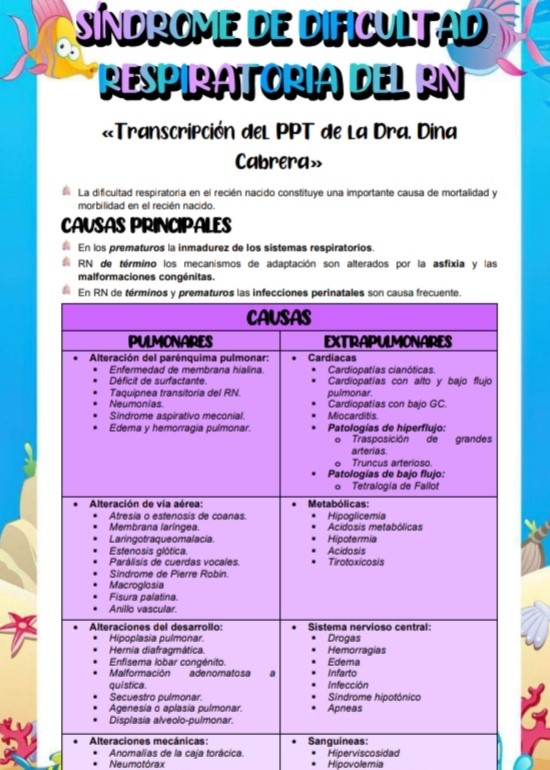 SÍNDROME DE DIFICULTAD
RESPIRATORIA DEL RN
«Transcripción del PPT de La Dra. Dina
Cabrera»
La dificultad respiratoria en el recién nacido constituye una importante causa de mortalidad y
morbilidad en el recién nacido.
CAUSAS PRINCIPALES
En los prematuros la inmadurez de los sistemas respiratorios.
RN de término los mecanismos de adaptación son alterados por la asfixia y las
malformaciones congénitas.
En RN de términos y prematuros las infecciones perinatales son causa frecuente.
CAUSAS
PULMONARES
• Alteración del parénquima pulmonar:
▪ Enfermedad de membrana hialina.
▪ Déficit de surfactante.
▪ Taquipnea transitoria del RN.
▪ Neumonías.
▪ Síndrome aspirativo meconial.
▪ Edema y hemorragia pulmonar.
EXTRAPULMONARES
• Cardíacas
▪ Cardiopatías cianóticas.
▪ Cardiopatías con alto y bajo flujo
pulmonar.
▪ Cardiopatías con bajo GC.
▪ Miocarditis.
▪ Patologías de hiperflujo:
o Trasposición de grandes
arterias.
o Truncus arterioso.
▪ Patologías de bajo flujo:
o Tetralogía de Fallot
• Alteración de vía aérea:
▪ Atresia o estenosis de coanas.
▪ Membrana laríngea.
▪ Laringotraqueomalacia.
▪ Estenosis glótica.
▪ Parálisis de cuerdas vocales.
▪ Síndrome de Pierre Robin.
▪ Macroglosia
▪ Fisura palatina.
▪ Anillo vascular.
• Metabólicas:
▪ Hipoglicemia
▪ Acidosis metabólicas
▪ Hipotermia
▪ Acidosis
▪ Tirotoxicosis
• Alteraciones del desarrollo:
▪ Hipoplasia pulmonar.
▪ Hernia diafragmática.
▪ Enfisema lobar congénito.
▪ Malformación adenomatosa a
quística.
▪ Secuestro pulmonar.
▪ Agenesia o aplasia pulmonar.
▪ Displasia alveolo-pulmonar.
• Sistema nervioso central:
▪ Drogas
▪ Hemorragias
▪ Edema
▪ Infarto
▪ Infección
▪ Síndrome hipotónico
▪ Apneas
• Alteraciones mecánicas:
▪ Anomalías de la caja torácica.
▪ Neumotórax
• Sanguíneas:
▪ Hiperviscosidad
▪ Hipovolemia